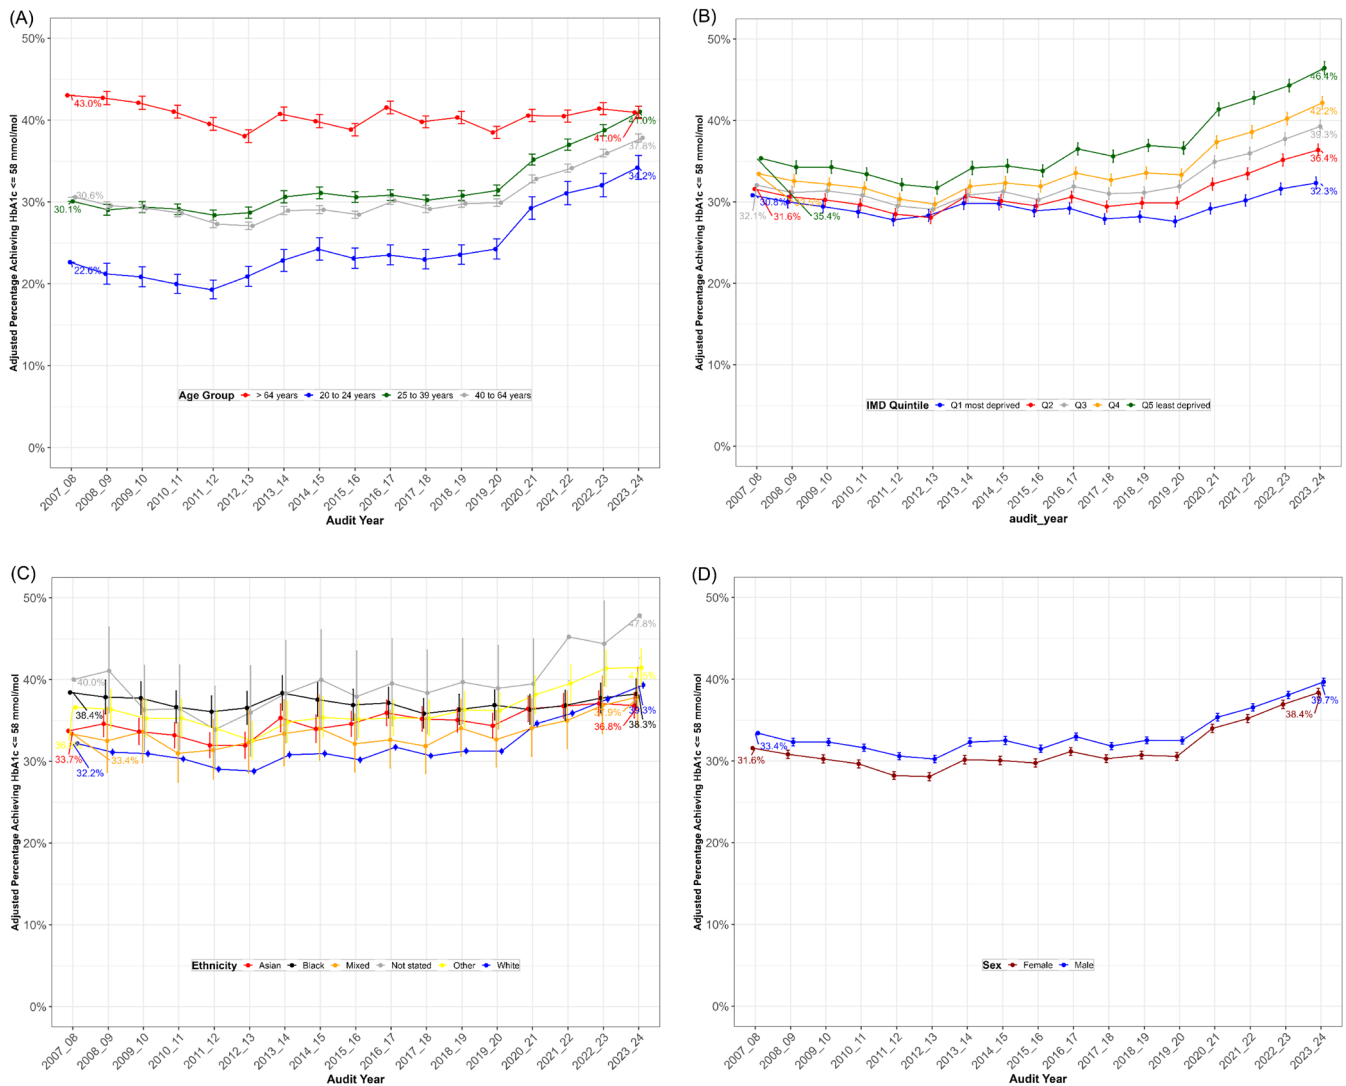 (A)
Adjusted Percentage Achieving HbA1c <= 58 mmol/mol
50%
40%
30%
20%
10%
0%
43.0%
30.6%
30.1%
22.6%
41.0%
41.0%
37.8%
34.2%
Age Group > 64 years 20 to 24 years 25 to 39 years 40 to 64 years
2007_08 2008_09 2009_10 2010_11 2011_12 2012_13 2013_14 2014_15 2015_16 2016_17 2017_18 2018_19 2019_20 2020_21 2021_22 2022_23 2023_24
Audit Year
(B)
Adjusted Percentage Achieving HbA1c <= 58 mmol/mol
50%
40%
30%
20%
10%
0%
30.8%
32.1%
31.6%
35.4%
46.4%
42.2%
39.3%
36.4%
32.3%
IMD Quintile Q1 most deprived Q2 Q3 Q4 Q5 least deprived
2007_08 2008_09 2009_10 2010_11 2011_12 2012_13 2013_14 2014_15 2015_16 2016_17 2017_18 2018_19 2019_20 2020_21 2021_22 2022_23 2023_24
audit_year
(C)
Adjusted Percentage Achieving HbA1c <= 58 mmol/mol
50%
40%
30%
20%
10%
0%
40.0%
38.4%
33.7%
33.4%
32.2%
47.8%
39.3%
36.8%
38.3%
Ethnicity Asian Black Mixed Not stated Other White
2007_08 2008_09 2009_10 2010_11 2011_12 2012_13 2013_14 2014_15 2015_16 2016_17 2017_18 2018_19 2019_20 2020_21 2021_22 2022_23 2023_24
Audit Year
(D)
Adjusted Percentage Achieving HbA1c <= 58 mmol/mol
50%
40%
30%
20%
10%
0%
33.4%
31.6%
39.7%
38.4%
Sex Female Male
2007_08 2008_09 2009_10 2010_11 2011_12 2012_13 2013_14 2014_15 2015_16 2016_17 2017_18 2018_19 2019_20 2020_21 2021_22 2022_23 2023_24
Audit Year